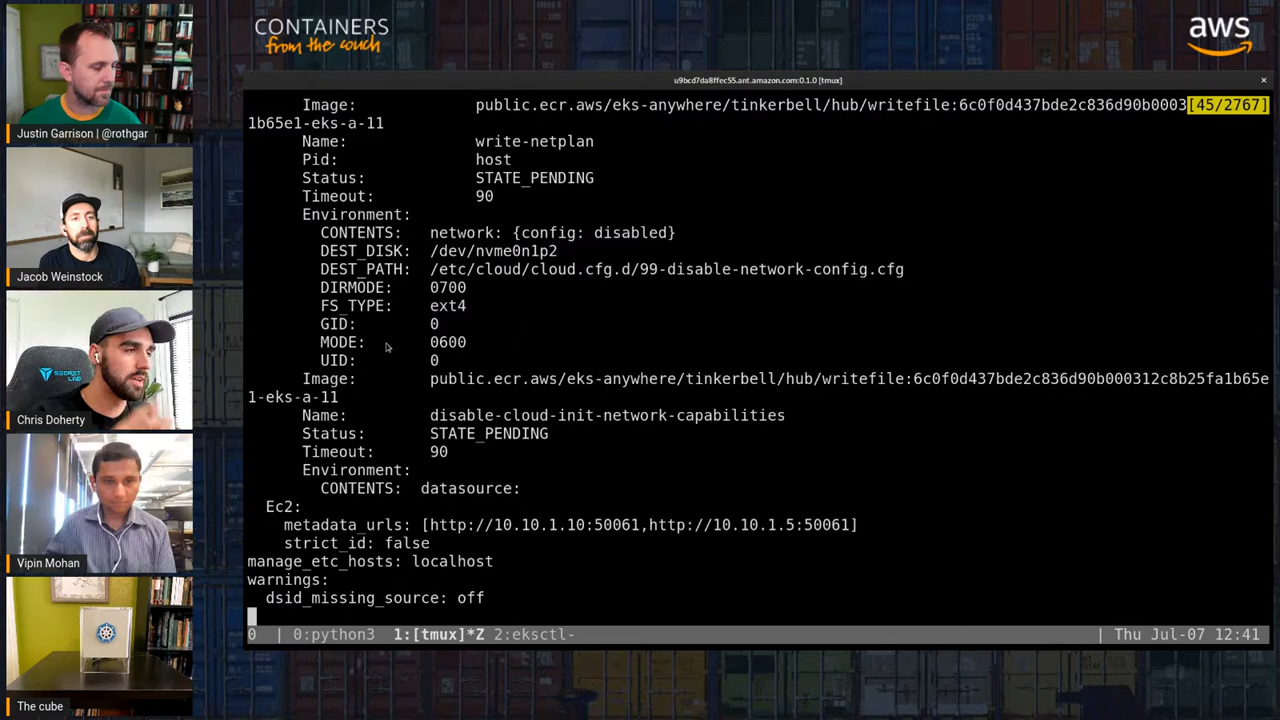 CONTAINERS
from the couch
aws
u9bcd7da8ffec55.ant.amazon.com:0.1.0 [tmux]
×
Image: public.ecr.aws/eks-anywhere/tinkerbell/hub/writefile:6c0f0d437bde2c836d90b0003[45/2767]
1b65e1-eks-a-11
Name: write-netplan
Pid: host
Status: STATE_PENDING
Timeout: 90
Environment:
CONTENTS: network: {config: disabled}
DEST_DISK: /dev/nvme0n1p2
DEST_PATH: /etc/cloud/cloud.cfg.d/99-disable-network-config.cfg
DIRMODE: 0700
FS_TYPE: ext4
GID: 0
MODE: 0600
UID: 0
Image: public.ecr.aws/eks-anywhere/tinkerbell/hub/writefile:6c0f0d437bde2c836d90b000312c8b25fa1b65e
1-eks-a-11
Name: disable-cloud-init-network-capabilities
Status: STATE_PENDING
Timeout: 90
Environment:
CONTENTS: datasource:
Ec2:
metadata_urls: [http://10.10.1.10:50061,http://10.10.1.5:50061]
strict_id: false
manage_etc_hosts: localhost
warnings:
dsid_missing_source: off
0 | 0:python3 1:[tmux]*Z 2:eksctl- | Thu Jul-07 12:41
Justin Garrison | @rothgar
Jacob Weinstock
SECRET
LAB
Chris Doherty
Vipin Mohan
The cube